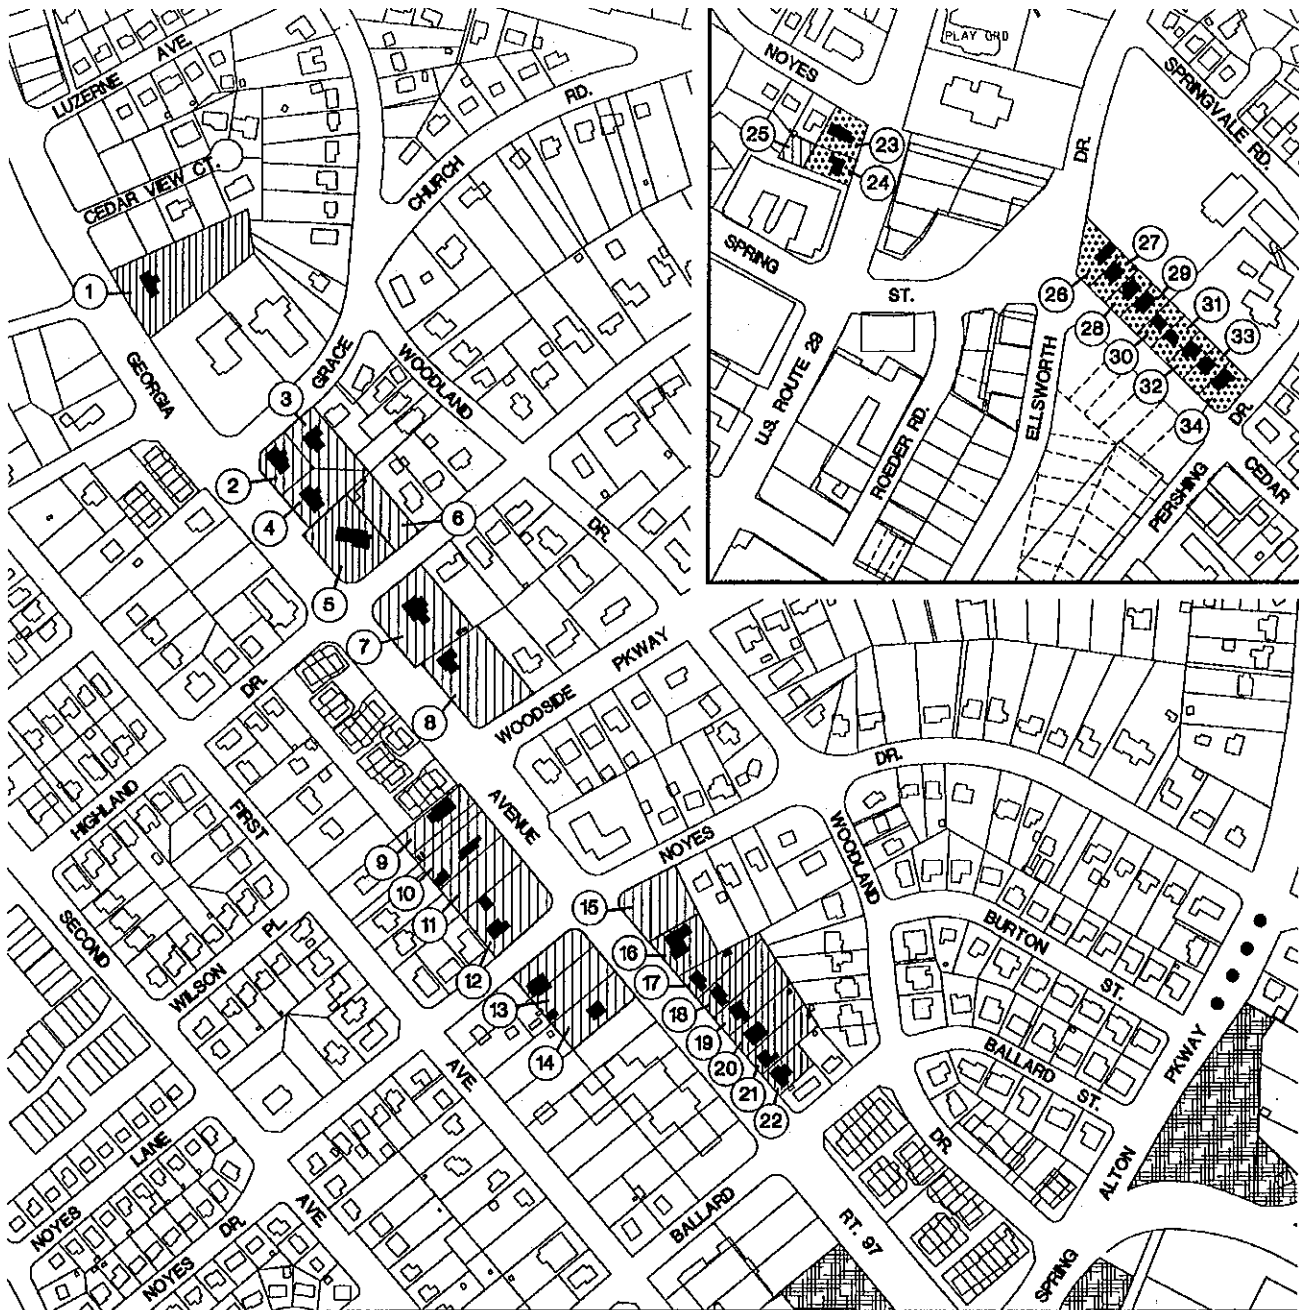 LUZERNE AVE.
CEDAR VIEW CT.
CHURCH RD.
1
GEORGIA
GRACE
WOODLAND
3
2
4
6
5
DR.
7
8
WOODSIDE PKWAY
DR.
HIGHLAND
FIRST
AVENUE
9
10
11
12
SECOND
WILSON PL.
NOYES
DR.
WOODLAND
15
16
17
18
19
20
21
22
13
14
AVE.
BURTON ST.
BALLARD ST.
DR.
ALTON PKWAY
NOYES LANE
NOYES DR.
AVE
BALLARD
RT. 97
SPRING
PLAY GRD
NOYES
SPRINGVALE RD.
DR.
25
23
24
SPRING ST.
27
29
26
31
28
33
30
32
34
U.S. ROUTE 29
ROEDER RD.
ELLSWORTH
PERSHING DR.
CEDAR